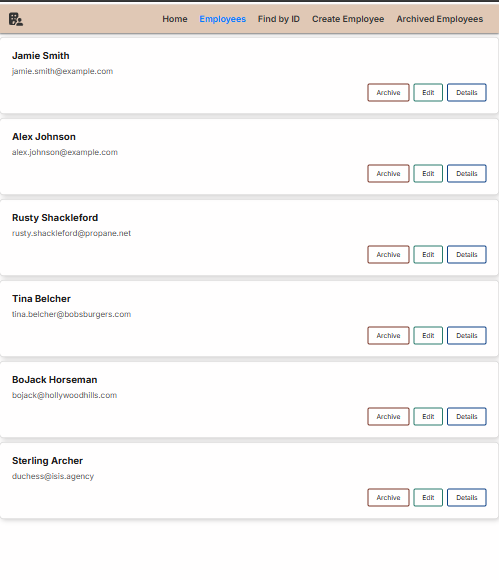 Home Employees Find by ID Create Employee Archived Employees
Jamie Smith
jamie.smith@example.com
Archive Edit Details
Alex Johnson
alex.johnson@example.com
Archive Edit Details
Rusty Shackleford
rusty.shackleford@propane.net
Archive Edit Details
Tina Belcher
tina.belcher@bobsburgers.com
Archive Edit Details
BoJack Horseman
bojack@hollywoodhills.com
Archive Edit Details
Sterling Archer
duchess@isis.agency
Archive Edit Details